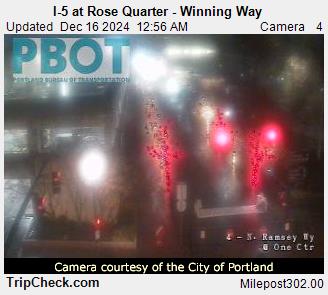 I-5 at Rose Quarter - Winning Way
Updated Dec 16 2024 12:56 AM Camera 4
PBOT
PORTLAND BUREAU OF TRANSPORTATION
4 - N. Ramsey Wy
@ One Ctr
Camera courtesy of the City of Portland
TripCheck.com Milepost302.00